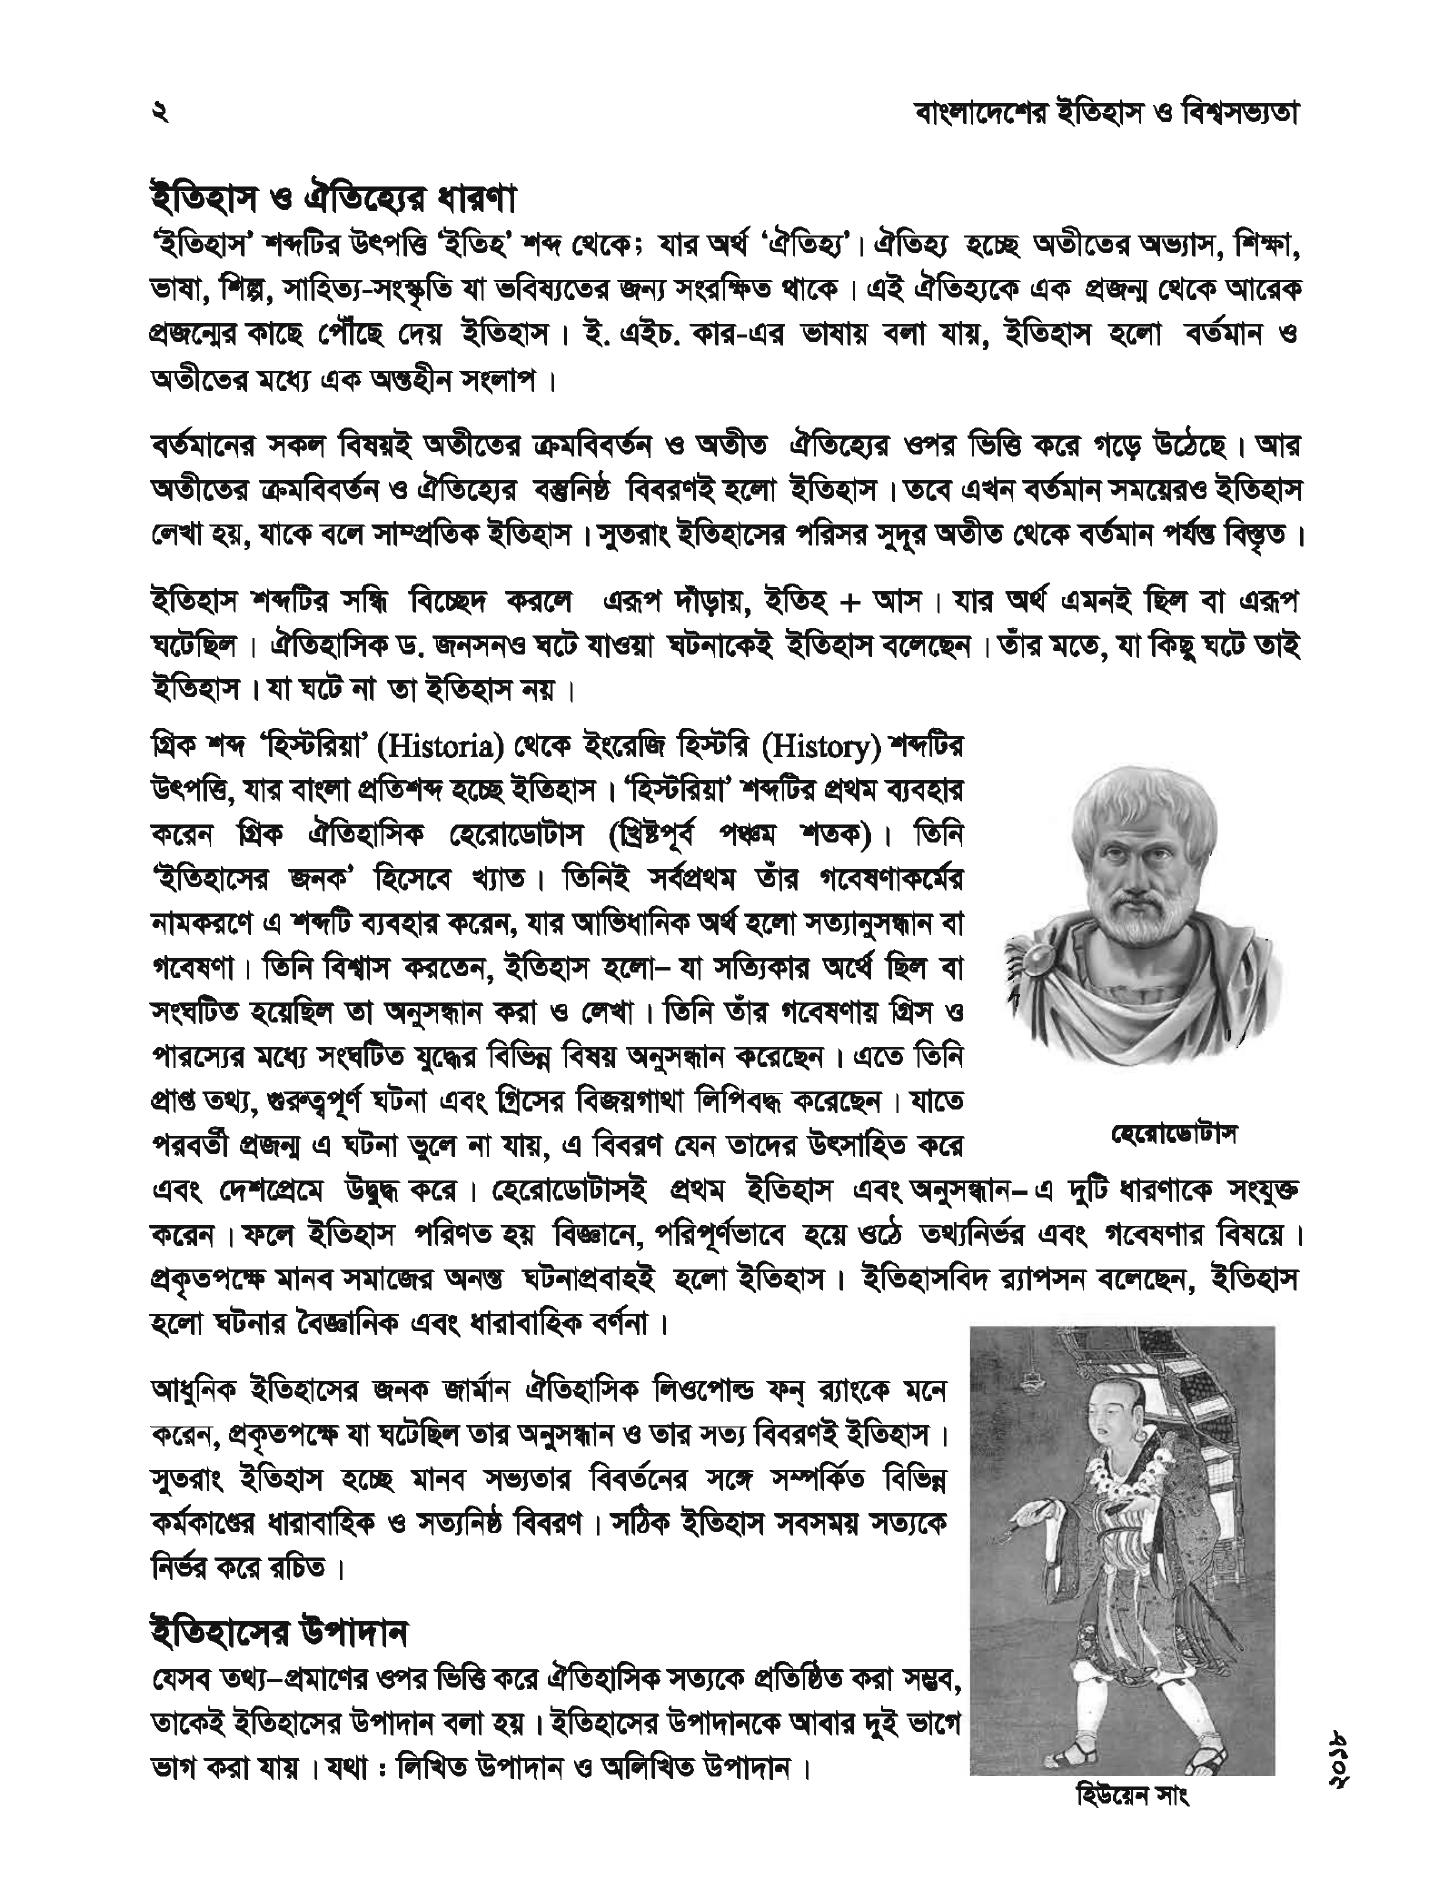 ২
বাংলাদেশের ইতিহাস ও বিশ্বসভ্যতা
ইতিহাস ও ঐতিহ্যের ধারণা
‘ইতিহাস’ শব্দটির উৎপত্তি ‘ইতিহ’ শব্দ থেকে; যার অর্থ ‘ঐতিহ্য’। ঐতিহ্য হচ্ছে অতীতের অভ্যাস, শিক্ষা,
ভাষা, শিল্প, সাহিত্য-সংস্কৃতি যা ভবিষ্যতের জন্য সংরক্ষিত থাকে। এই ঐতিহ্যকে এক প্রজন্ম থেকে আরেক
প্রজন্মের কাছে পৌঁছে দেয় ইতিহাস। ই. এইচ. কার-এর ভাষায় বলা যায়, ইতিহাস হলো বর্তমান ও
অতীতের মধ্যে এক অন্তহীন সংলাপ।
বর্তমানের সকল বিষয়ই অতীতের ক্রমবিবর্তন ও অতীত ঐতিহ্যের ওপর ভিত্তি করে গড়ে উঠেছে। আর
অতীতের ক্রমবিবর্তন ও ঐতিহ্যের বস্তুনিষ্ঠ বিবরণই হলো ইতিহাস। তবে এখন বর্তমান সময়েরও ইতিহাস
লেখা হয়, যাকে বলে সাম্প্রতিক ইতিহাস। সুতরাং ইতিহাসের পরিসর সুদূর অতীত থেকে বর্তমান পর্যন্ত বিস্তৃত।
ইতিহাস শব্দটির সন্ধি বিচ্ছেদ করলে এরূপ দাঁড়ায়, ইতিহ + আস। যার অর্থ এমনই ছিল বা এরূপ
ঘটেছিল। ঐতিহাসিক ড. জনসনও ঘটে যাওয়া ঘটনাকেই ইতিহাস বলেছেন। তাঁর মতে, যা কিছু ঘটে তাই
ইতিহাস। যা ঘটে না তা ইতিহাস নয়।
গ্রিক শব্দ ‘হিস্টরিয়া’ (Historia) থেকে ইংরেজি হিস্টরি (History) শব্দটির
উৎপত্তি, যার বাংলা প্রতিশব্দ হচ্ছে ইতিহাস। ‘হিস্টরিয়া’ শব্দটির প্রথম ব্যবহার
করেন গ্রিক ঐতিহাসিক হেরোডোটাস (খ্রিষ্টপূর্ব পঞ্চম শতক)। তিনি
‘ইতিহাসের জনক’ হিসেবে খ্যাত। তিনিই সর্বপ্রথম তাঁর গবেষণাকর্মের
নামকরণে এ শব্দটি ব্যবহার করেন, যার আভিধানিক অর্থ হলো সত্যানুসন্ধান বা
গবেষণা। তিনি বিশ্বাস করতেন, ইতিহাস হলো– যা সত্যিকার অর্থে ছিল বা
সংঘটিত হয়েছিল তা অনুসন্ধান করা ও লেখা। তিনি তাঁর গবেষণায় গ্রিস ও
পারস্যের মধ্যে সংঘটিত যুদ্ধের বিভিন্ন বিষয় অনুসন্ধান করেছেন। এতে তিনি
প্রাপ্ত তথ্য, গুরুত্বপূর্ণ ঘটনা এবং গ্রিসের বিজয়গাথা লিপিবদ্ধ করেছেন। যাতে
পরবর্তী প্রজন্ম এ ঘটনা ভুলে না যায়, এ বিবরণ যেন তাদের উৎসাহিত করে
হেরোডোটাস
এবং দেশপ্রেমে উদ্বুদ্ধ করে। হেরোডোটাসই প্রথম ইতিহাস এবং অনুসন্ধান– এ দুটি ধারণাকে সংযুক্ত
করেন। ফলে ইতিহাস পরিণত হয় বিজ্ঞানে, পরিপূর্ণভাবে হয়ে ওঠে তথ্যনির্ভর এবং গবেষণার বিষয়ে।
প্রকৃতপক্ষে মানব সমাজের অনন্ত ঘটনাপ্রবাহই হলো ইতিহাস। ইতিহাসবিদ র‍্যাপসন বলেছেন, ইতিহাস
হলো ঘটনার বৈজ্ঞানিক এবং ধারাবাহিক বর্ণনা।
আধুনিক ইতিহাসের জনক জার্মান ঐতিহাসিক লিওপোল্ড ফন্ র‍্যাংকে মনে
করেন, প্রকৃতপক্ষে যা ঘটেছিল তার অনুসন্ধান ও তার সত্য বিবরণই ইতিহাস।
সুতরাং ইতিহাস হচ্ছে মানব সভ্যতার বিবর্তনের সঙ্গে সম্পর্কিত বিভিন্ন
কর্মকাণ্ডের ধারাবাহিক ও সত্যনিষ্ঠ বিবরণ। সঠিক ইতিহাস সবসময় সত্যকে
নির্ভর করে রচিত।
ইতিহাসের উপাদান
যেসব তথ্য–প্রমাণের ওপর ভিত্তি করে ঐতিহাসিক সত্যকে প্রতিষ্ঠিত করা সম্ভব,
তাকেই ইতিহাসের উপাদান বলা হয়। ইতিহাসের উপাদানকে আবার দুই ভাগে
ভাগ করা যায়। যথা : লিখিত উপাদান ও অলিখিত উপাদান।
হিউয়েন সাং
২০১৮